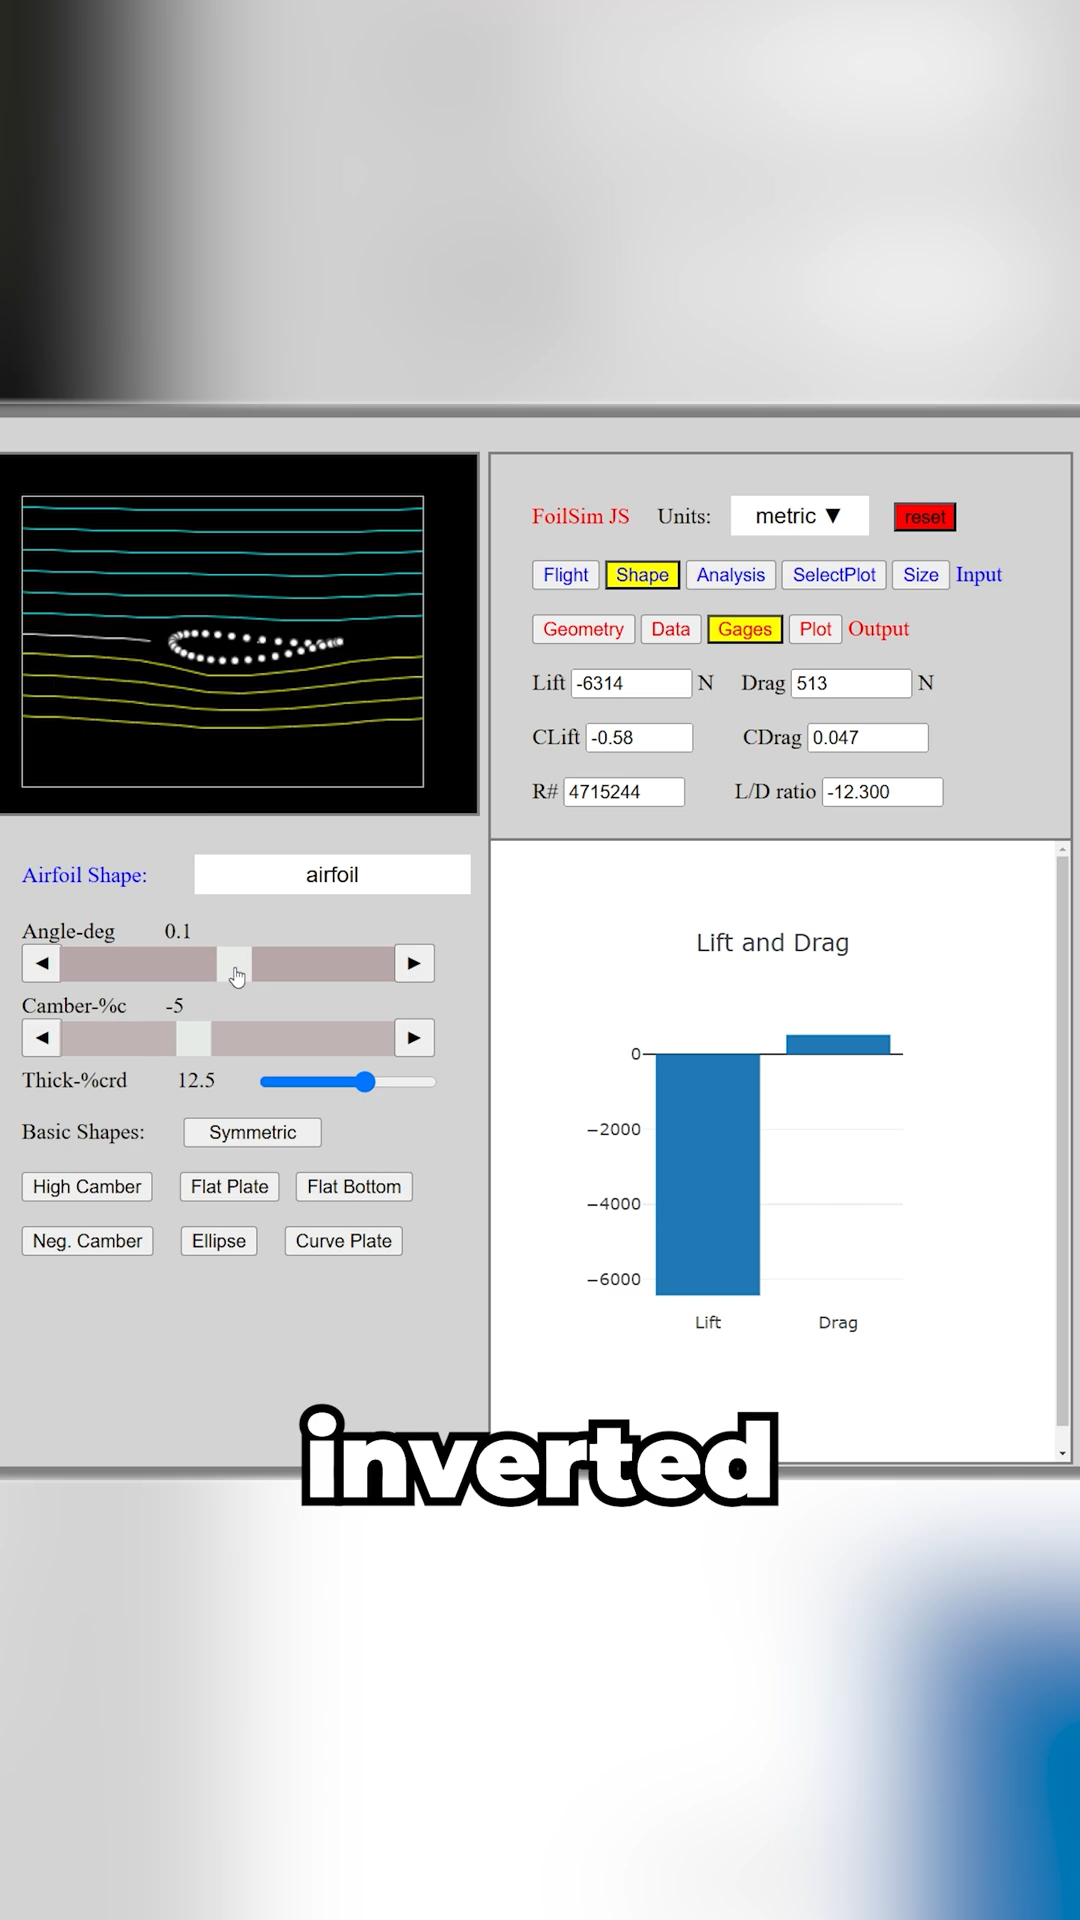 FoilSim JS Units: metric ▼ reset
Flight Shape Analysis SelectPlot Size Input
Geometry Data Gages Plot Output
Lift -6314 N Drag 513 N
CLift -0.58 CDrag 0.047
R# 4715244 L/D ratio -12.300
Airfoil Shape: airfoil
Angle-deg 0.1
◄ ►
Camber-%c -5
◄ ►
Thick-%crd 12.5
Basic Shapes: Symmetric
High Camber Flat Plate Flat Bottom
Neg. Camber Ellipse Curve Plate
Lift and Drag
0
−2000
−4000
−6000
Lift Drag
inverted